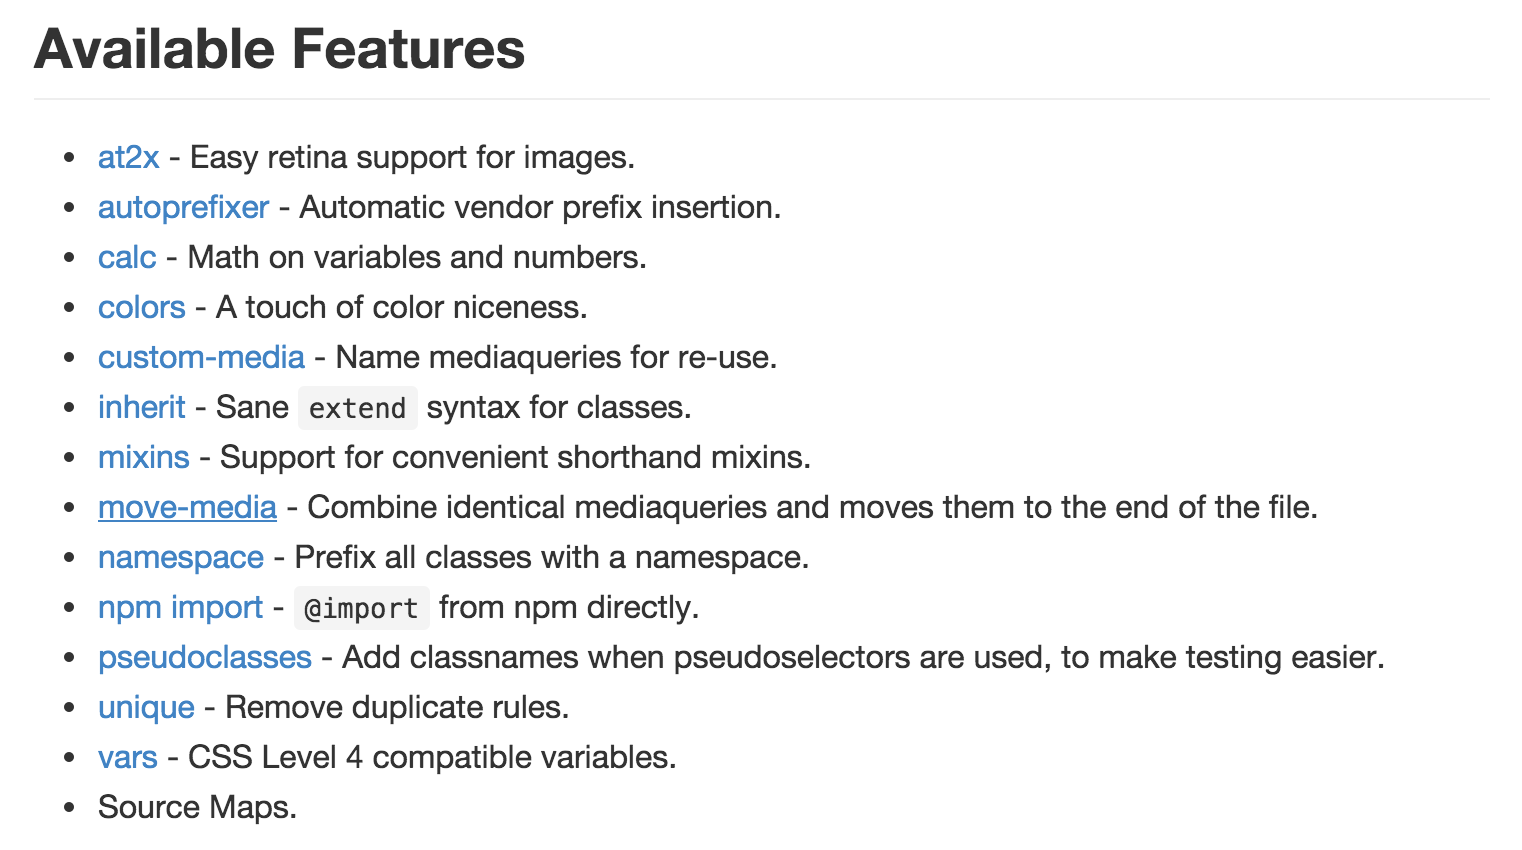 Available Features
• at2x - Easy retina support for images.
• autoprefixer - Automatic vendor prefix insertion.
• calc - Math on variables and numbers.
• colors - A touch of color niceness.
• custom-media - Name mediaqueries for re-use.
• inherit - Sane extend syntax for classes.
• mixins - Support for convenient shorthand mixins.
• move-media - Combine identical mediaqueries and moves them to the end of the file.
• namespace - Prefix all classes with a namespace.
• npm import - @import from npm directly.
• pseudoclasses - Add classnames when pseudoselectors are used, to make testing easier.
• unique - Remove duplicate rules.
• vars - CSS Level 4 compatible variables.
• Source Maps.